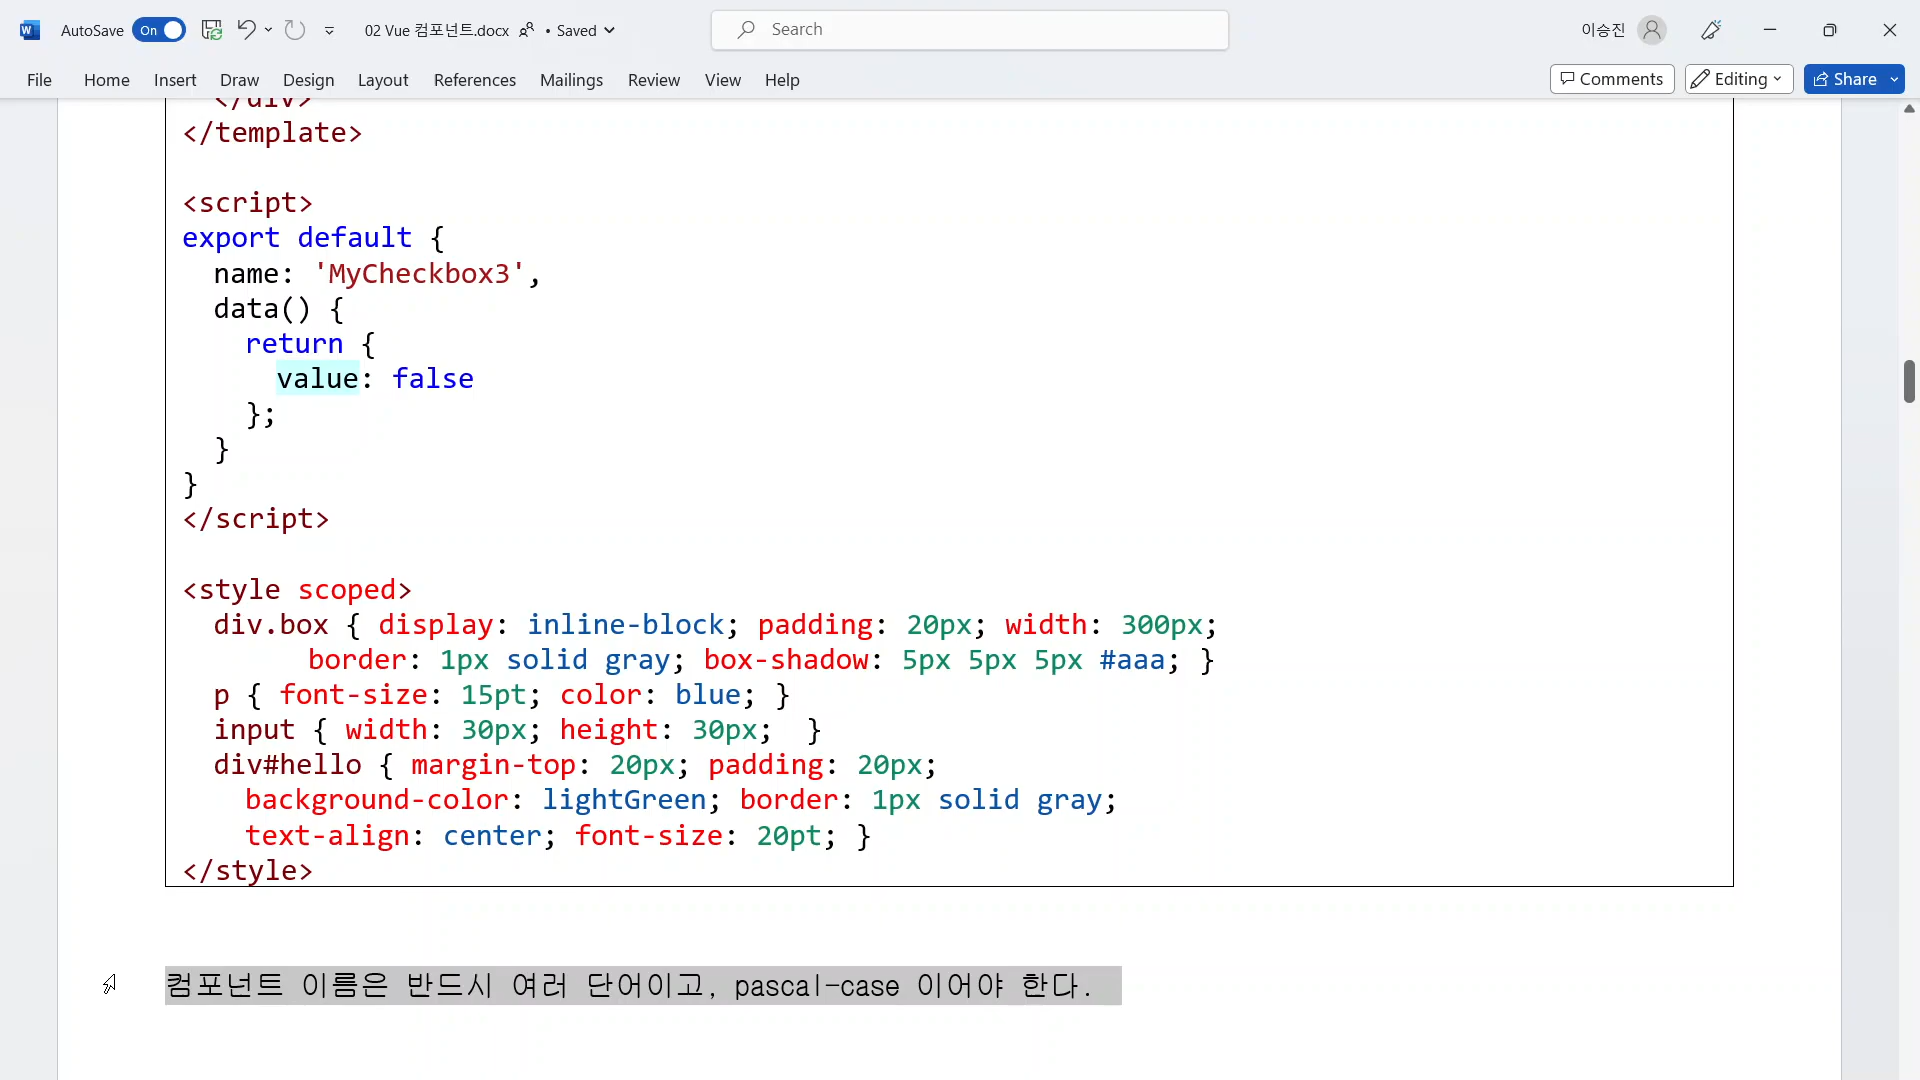 AutoSave On 02 Vue 컴포넌트.docx • Saved Search 이승진
File Home Insert Draw Design Layout References Mailings Review View Help Comments Editing Share
</div>
</template>
<script>
export default {
  name: 'MyCheckbox3',
  data() {
    return {
      value: false
    };
  }
}
</script>
<style scoped>
  div.box { display: inline-block; padding: 20px; width: 300px;
        border: 1px solid gray; box-shadow: 5px 5px 5px #aaa; }
  p { font-size: 15pt; color: blue; }
  input { width: 30px; height: 30px;  }
  div#hello { margin-top: 20px; padding: 20px;
    background-color: lightGreen; border: 1px solid gray;
    text-align: center; font-size: 20pt; }
</style>
컴포넌트 이름은 반드시 여러 단어이고, pascal-case 이어야 한다.